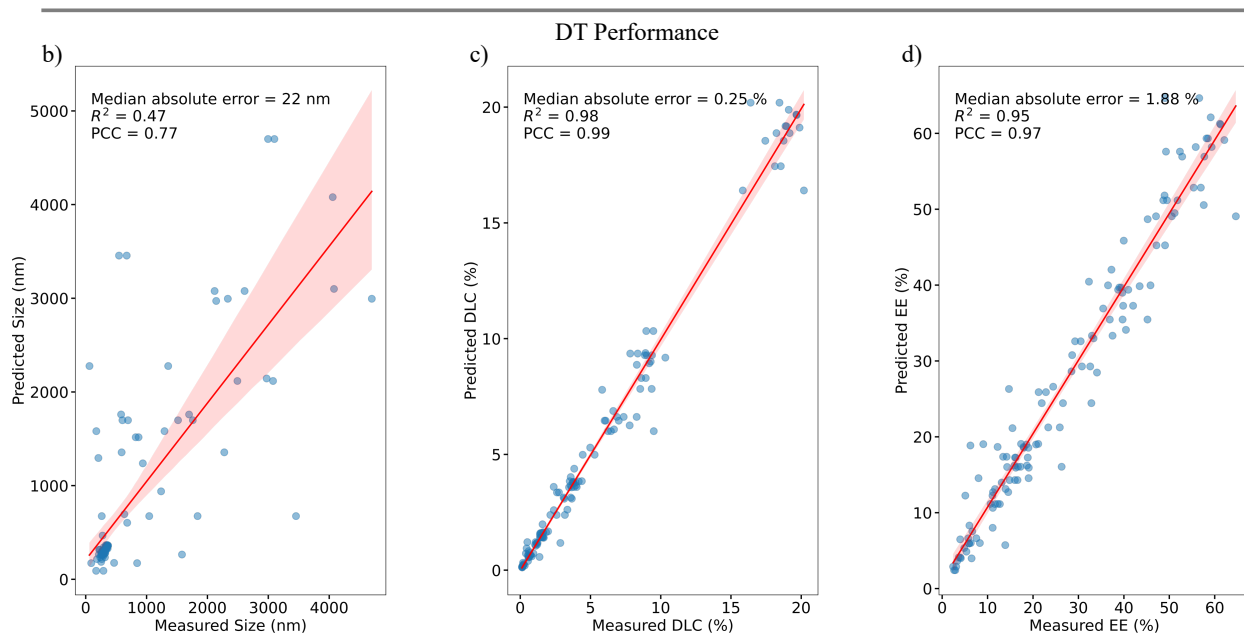 DT Performance
b)
Median absolute error = 22 nm
R² = 0.47
PCC = 0.77
Predicted Size (nm)
5000
4000
3000
2000
1000
0
0 1000 2000 3000 4000
Measured Size (nm)
c)
Median absolute error = 0.25 %
R² = 0.98
PCC = 0.99
Predicted DLC (%)
20
15
10
5
0
0 5 10 15 20
Measured DLC (%)
d)
Median absolute error = 1.88 %
R² = 0.95
PCC = 0.97
Predicted EE (%)
60
50
40
30
20
10
0
0 10 20 30 40 50 60
Measured EE (%)